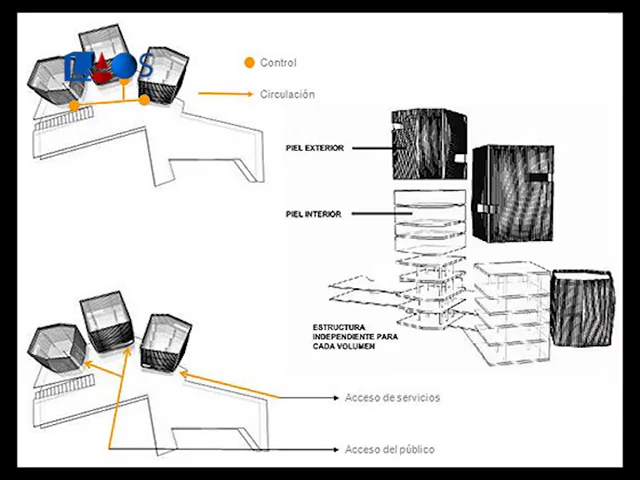 Control
Circulación
PIEL EXTERIOR
PIEL INTERIOR
ESTRUCTURA
INDEPENDIENTE PARA
CADA VOLUMEN
Acceso de servicios
Acceso del público